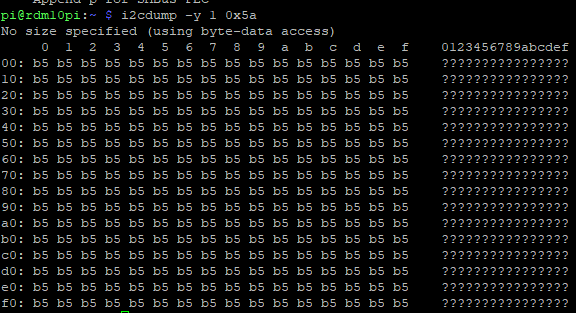 Append p for SMBus PEC
pi@rdml0pi:~ $ i2cdump -y 1 0x5a
No size specified (using byte-data access)
     0  1  2  3  4  5  6  7  8  9  a  b  c  d  e  f    0123456789abcdef
00: b5 b5 b5 b5 b5 b5 b5 b5 b5 b5 b5 b5 b5 b5 b5 b5    ????????????????
10: b5 b5 b5 b5 b5 b5 b5 b5 b5 b5 b5 b5 b5 b5 b5 b5    ????????????????
20: b5 b5 b5 b5 b5 b5 b5 b5 b5 b5 b5 b5 b5 b5 b5 b5    ????????????????
30: b5 b5 b5 b5 b5 b5 b5 b5 b5 b5 b5 b5 b5 b5 b5 b5    ????????????????
40: b5 b5 b5 b5 b5 b5 b5 b5 b5 b5 b5 b5 b5 b5 b5 b5    ????????????????
50: b5 b5 b5 b5 b5 b5 b5 b5 b5 b5 b5 b5 b5 b5 b5 b5    ????????????????
60: b5 b5 b5 b5 b5 b5 b5 b5 b5 b5 b5 b5 b5 b5 b5 b5    ????????????????
70: b5 b5 b5 b5 b5 b5 b5 b5 b5 b5 b5 b5 b5 b5 b5 b5    ????????????????
80: b5 b5 b5 b5 b5 b5 b5 b5 b5 b5 b5 b5 b5 b5 b5 b5    ????????????????
90: b5 b5 b5 b5 b5 b5 b5 b5 b5 b5 b5 b5 b5 b5 b5 b5    ????????????????
a0: b5 b5 b5 b5 b5 b5 b5 b5 b5 b5 b5 b5 b5 b5 b5 b5    ????????????????
b0: b5 b5 b5 b5 b5 b5 b5 b5 b5 b5 b5 b5 b5 b5 b5 b5    ????????????????
c0: b5 b5 b5 b5 b5 b5 b5 b5 b5 b5 b5 b5 b5 b5 b5 b5    ????????????????
d0: b5 b5 b5 b5 b5 b5 b5 b5 b5 b5 b5 b5 b5 b5 b5 b5    ????????????????
e0: b5 b5 b5 b5 b5 b5 b5 b5 b5 b5 b5 b5 b5 b5 b5 b5    ????????????????
f0: b5 b5 b5 b5 b5 b5 b5 b5 b5 b5 b5 b5 b5 b5 b5 b5    ????????????????